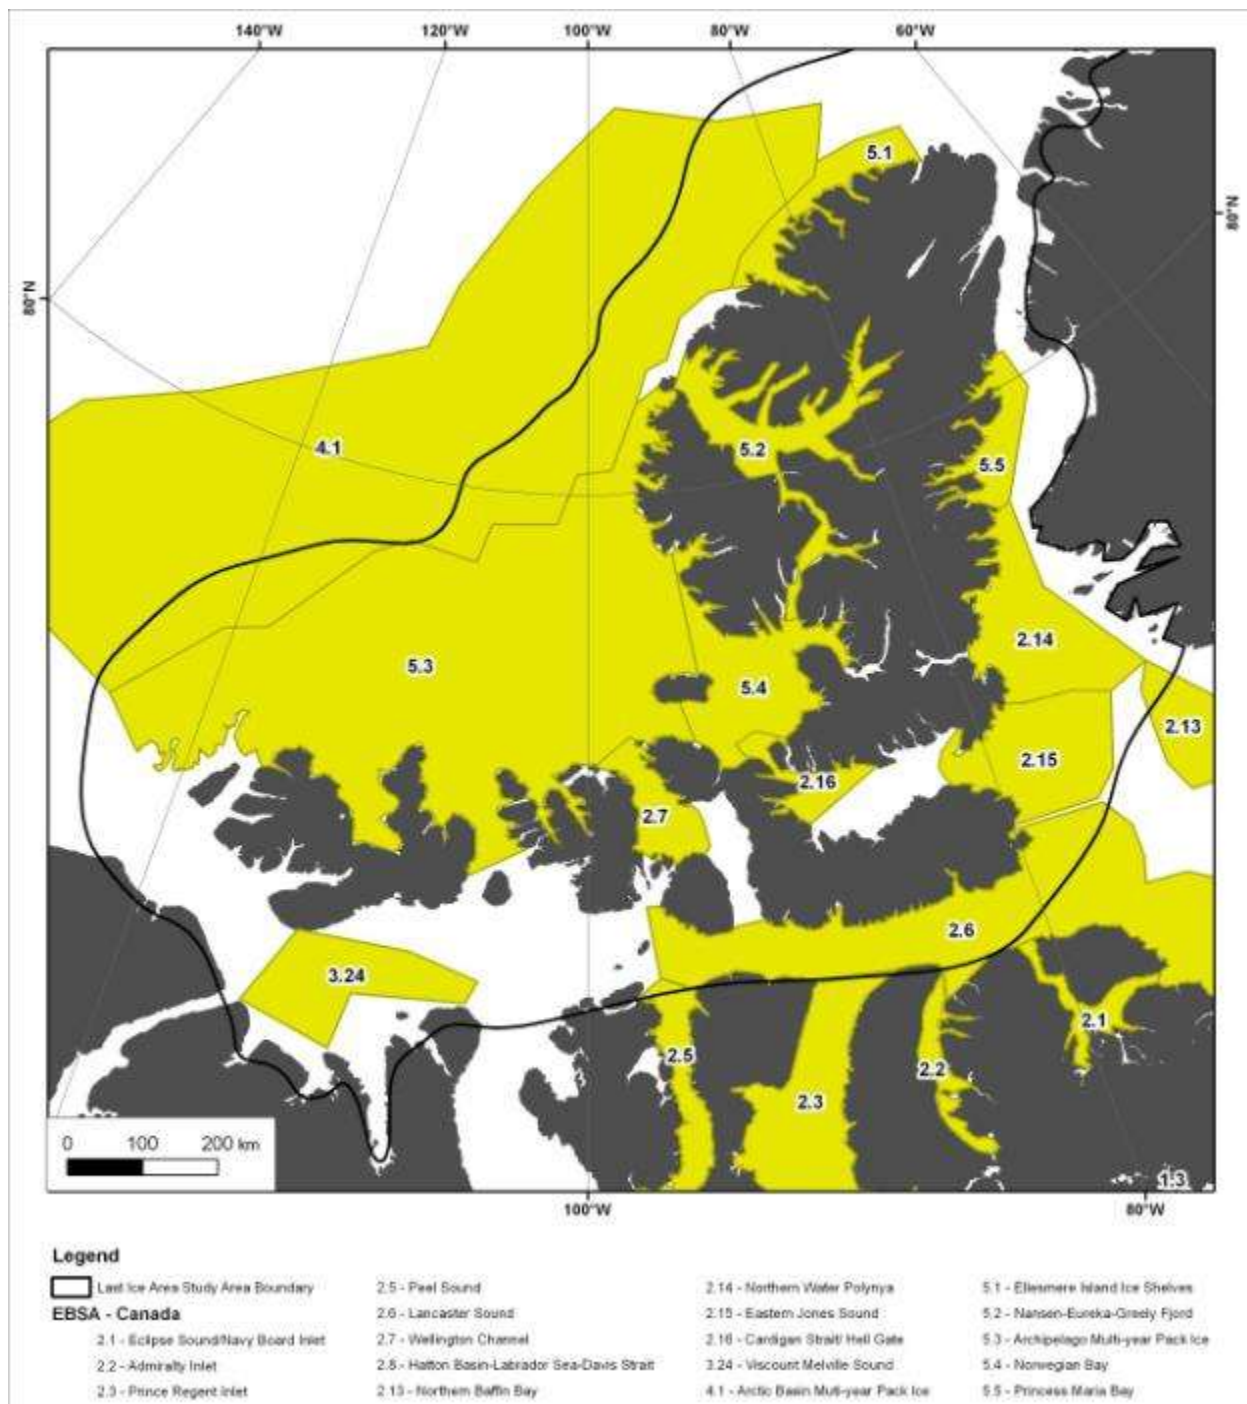 140°W 120°W 100°W 80°W 60°W
5.1
80°N
80°N
4.1
5.2
5.5
2.14
5.3
5.4
2.13
2.15
2.16
2.7
2.6
3.24
2.1
2.5
2.2
2.3
0 100 200 km
1.3
100°W 80°W
Legend
Last Ice Area Study Area Boundary
EBSA - Canada
2.1 - Eclipse Sound/Navy Board Inlet
2.2 - Admiralty Inlet
2.3 - Prince Regent Inlet
2.5 - Peel Sound
2.6 - Lancaster Sound
2.7 - Wellington Channel
2.8 - Hatton Basin-Labrador Sea-Davis Strait
2.13 - Northern Baffin Bay
2.14 - Northern Water Polynya
2.15 - Eastern Jones Sound
2.16 - Cardigan Strait/ Hell Gate
3.24 - Viscount Melville Sound
4.1 - Arctic Basin Muti-year Pack Ice
5.1 - Ellesmere Island Ice Shelves
5.2 - Nansen-Eureka-Greely Fjord
5.3 - Archipelago Multi-year Pack Ice
5.4 - Norwegian Bay
5.5 - Princess Maria Bay